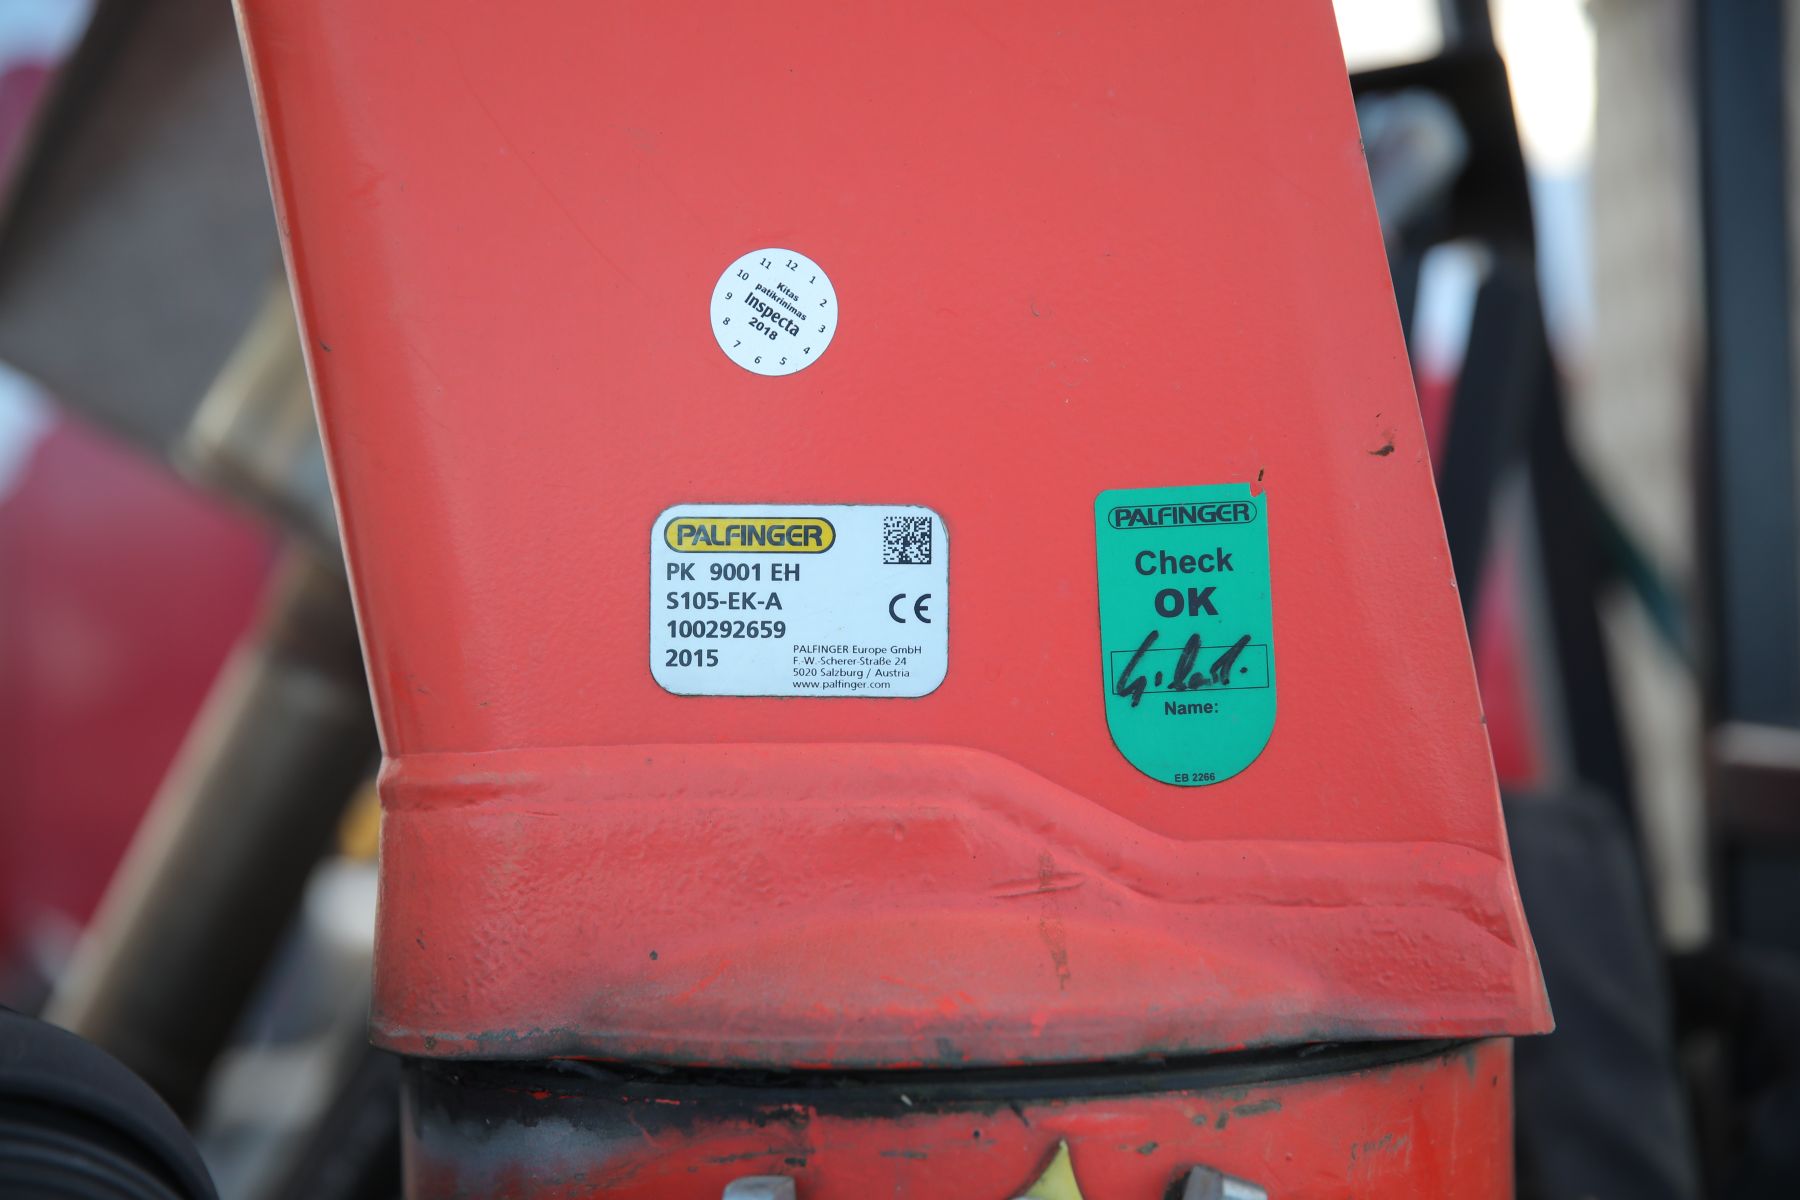 12
1
2
3
4
5
6
7
8
9
10
11
Kitas
patikrinimas
Inspecta
2018
PALFINGER
PK 9001 EH
S105-EK-A
100292659
2015
PALFINGER Europe GmbH
F.-W.-Scherer-Straße 24
5020 Salzburg / Austria
www.palfinger.com
CE
PALFINGER
Check
OK
Name:
EB 2266